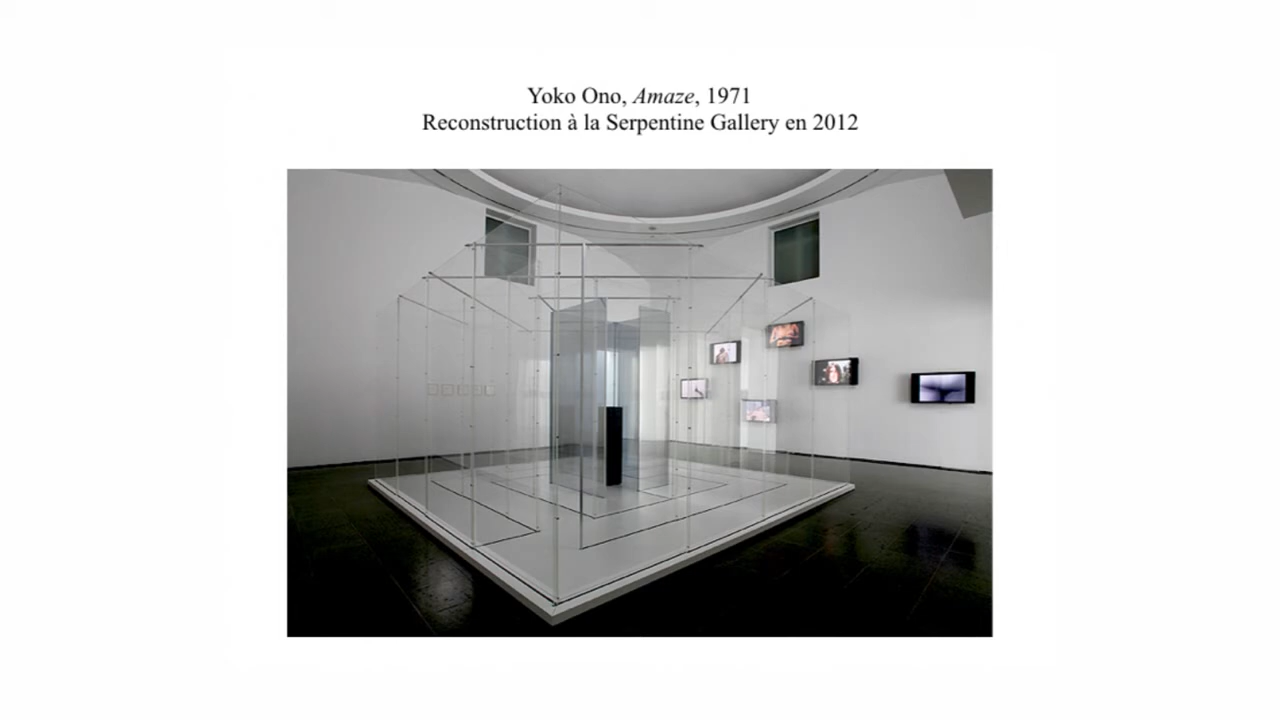 Yoko Ono, Amaze, 1971
Reconstruction à la Serpentine Gallery en 2012